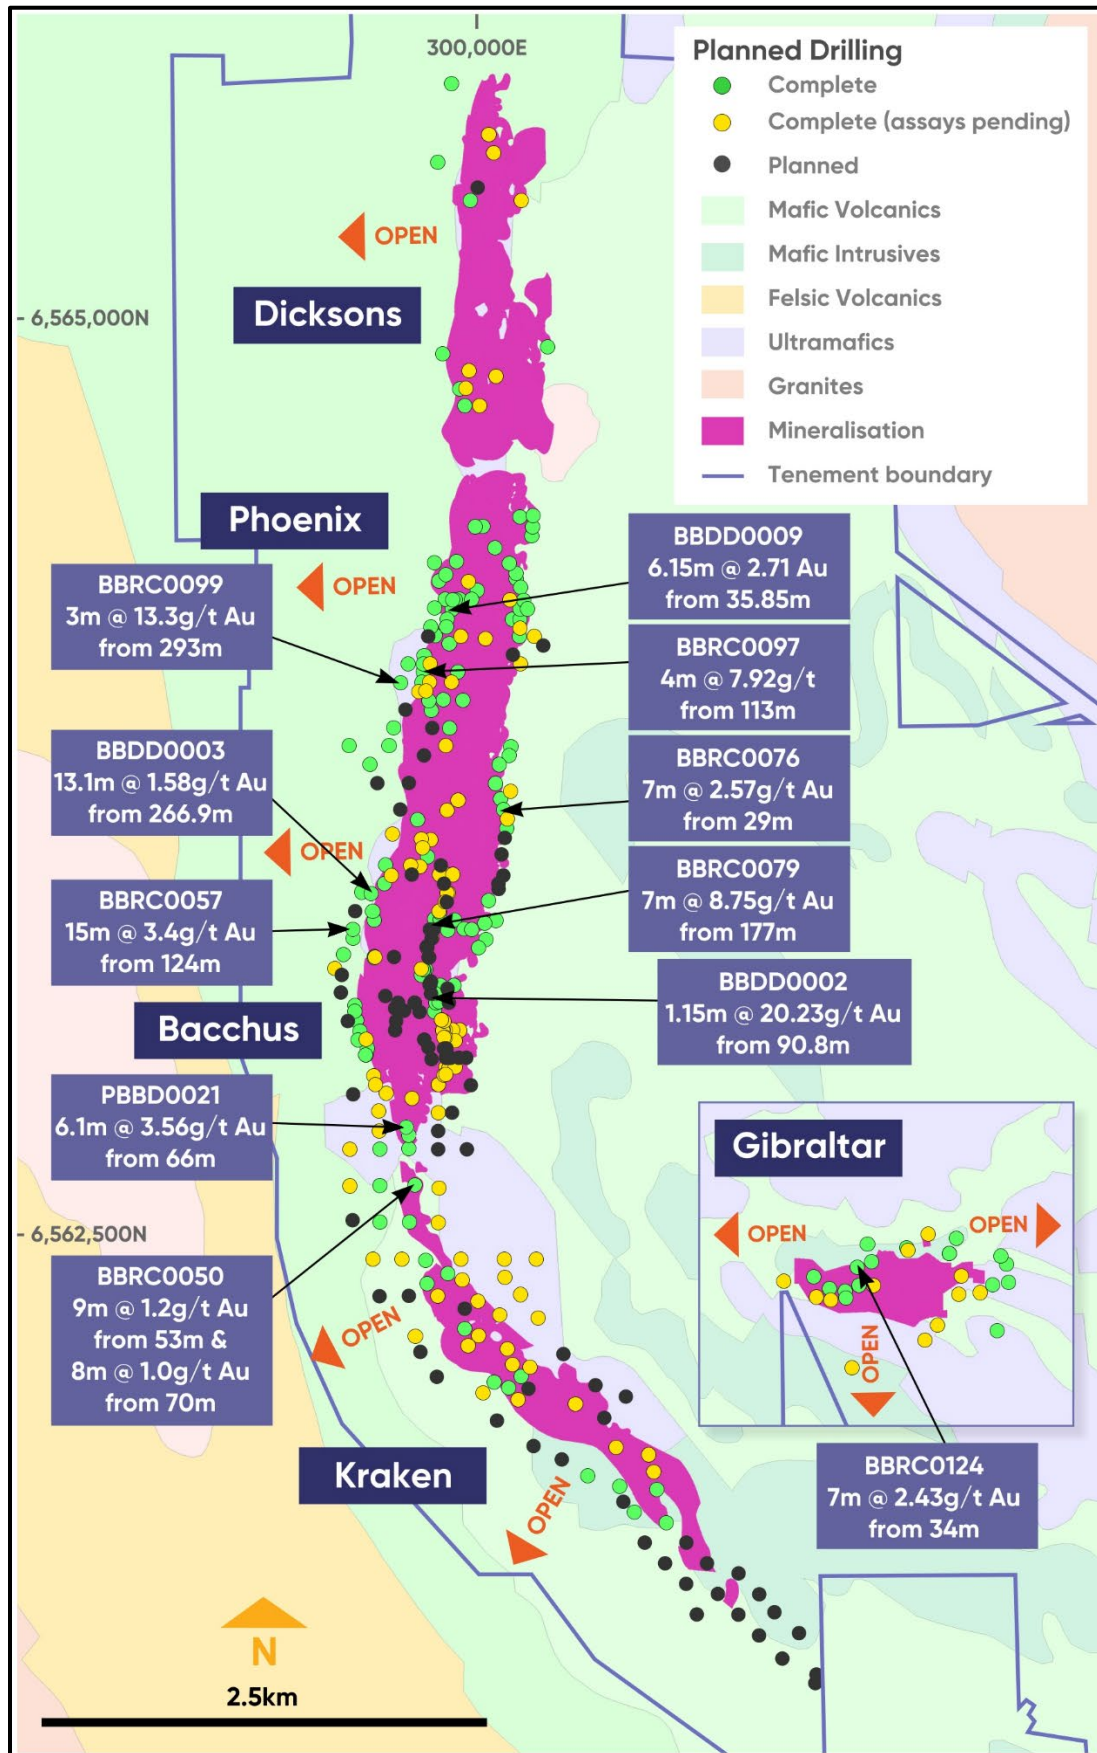 300,000E
Planned Drilling
Complete
Complete (assays pending)
Planned
Mafic Volcanics
Mafic Intrusives
Felsic Volcanics
Ultramafics
Granites
Mineralisation
Tenement boundary
OPEN
Dicksons
6,565,000N
Phoenix
OPEN
BBRC0099
3m @ 13.3g/t Au
from 293m
BBDD0009
6.15m @ 2.71 Au
from 35.85m
BBRC0097
4m @ 7.92g/t
from 113m
BBDD0003
13.1m @ 1.58g/t Au
from 266.9m
BBRC0076
7m @ 2.57g/t Au
from 29m
OPEN
BBRC0057
15m @ 3.4g/t Au
from 124m
BBRC0079
7m @ 8.75g/t Au
from 177m
Bacchus
BBDD0002
1.15m @ 20.23g/t Au
from 90.8m
PBBD0021
6.1m @ 3.56g/t Au
from 66m
Gibraltar
OPEN
OPEN
OPEN
6,562,500N
BBRC0050
9m @ 1.2g/t Au
from 53m &
8m @ 1.0g/t Au
from 70m
OPEN
Kraken
OPEN
BBRC0124
7m @ 2.43g/t Au
from 34m
N
2.5km